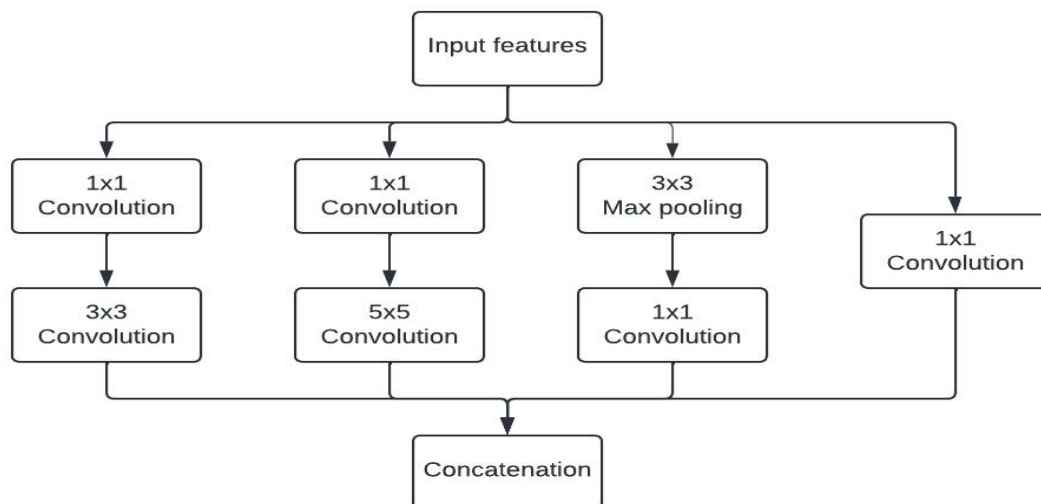 Input features
1x1
Convolution
1x1
Convolution
3x3
Max pooling
1x1
Convolution
3x3
Convolution
5x5
Convolution
1x1
Convolution
Concatenation